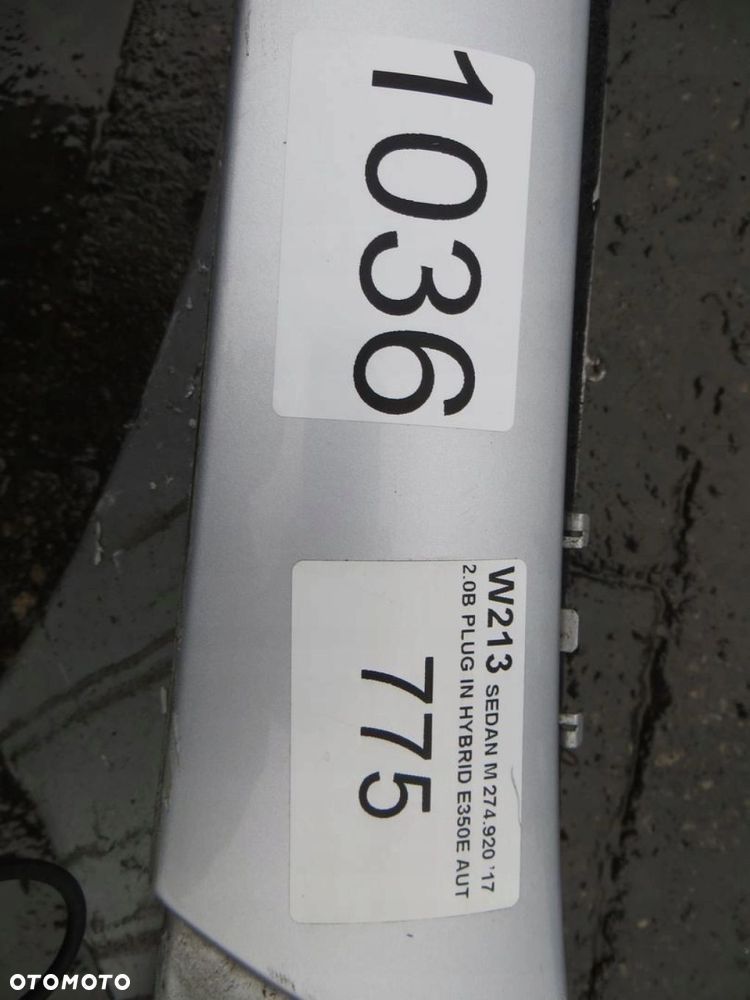 1036
W213 SEDAN M 274.920 '17
2.0B PLUG IN HYBRID E350E AUT
775
OTOMOTO